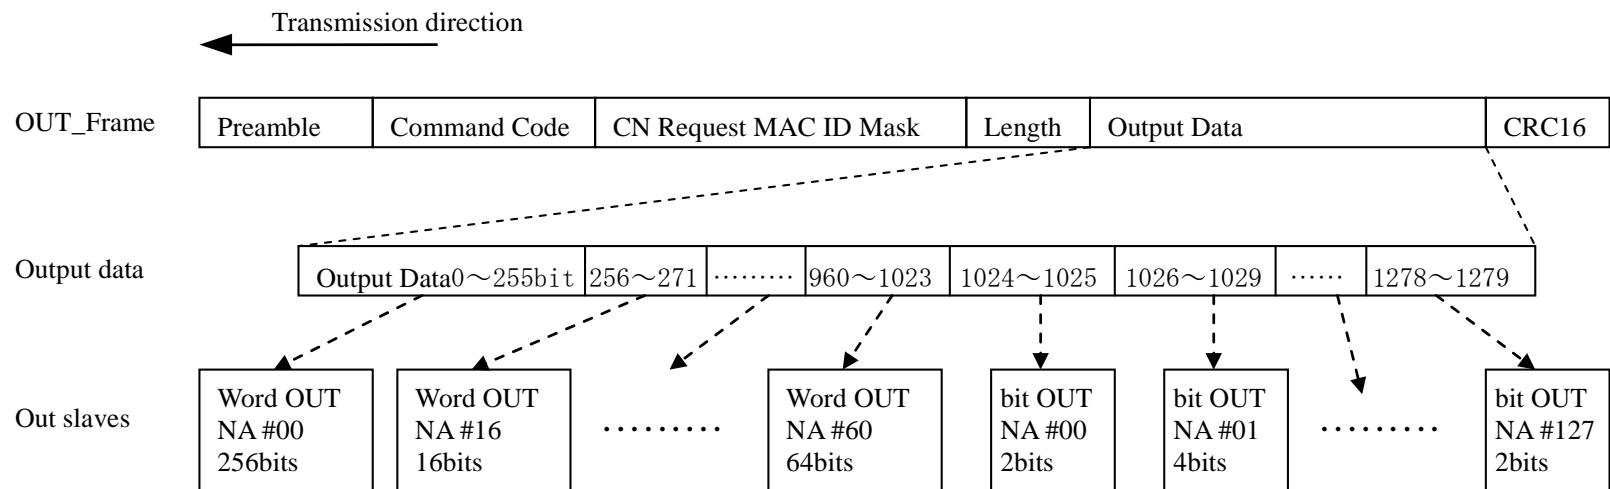 Transmission direction
OUT_Frame Preamble Command Code CN Request MAC ID Mask Length Output Data CRC16
Output data Output Data0～255bit 256～271 ……… 960～1023 1024～1025 1026～1029 …… 1278～1279
Out slaves
Word OUT
NA #00
256bits
Word OUT
NA #16
16bits
………
Word OUT
NA #60
64bits
bit OUT
NA #00
2bits
bit OUT
NA #01
4bits
………
bit OUT
NA #127
2bits